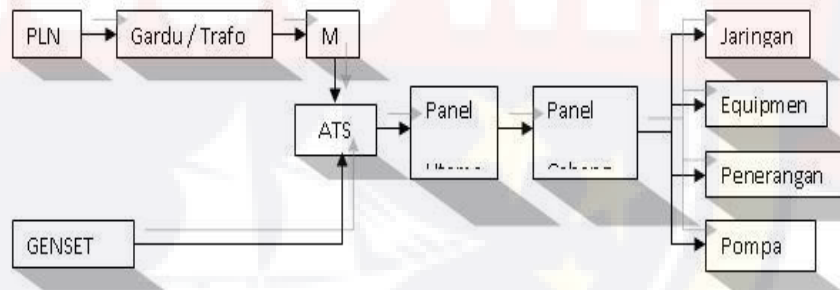 PLN
Gardu / Trafo
M
Jaringan
Equipmen
ATS
Panel
Panel
Penerangan
GENSET
Pompa